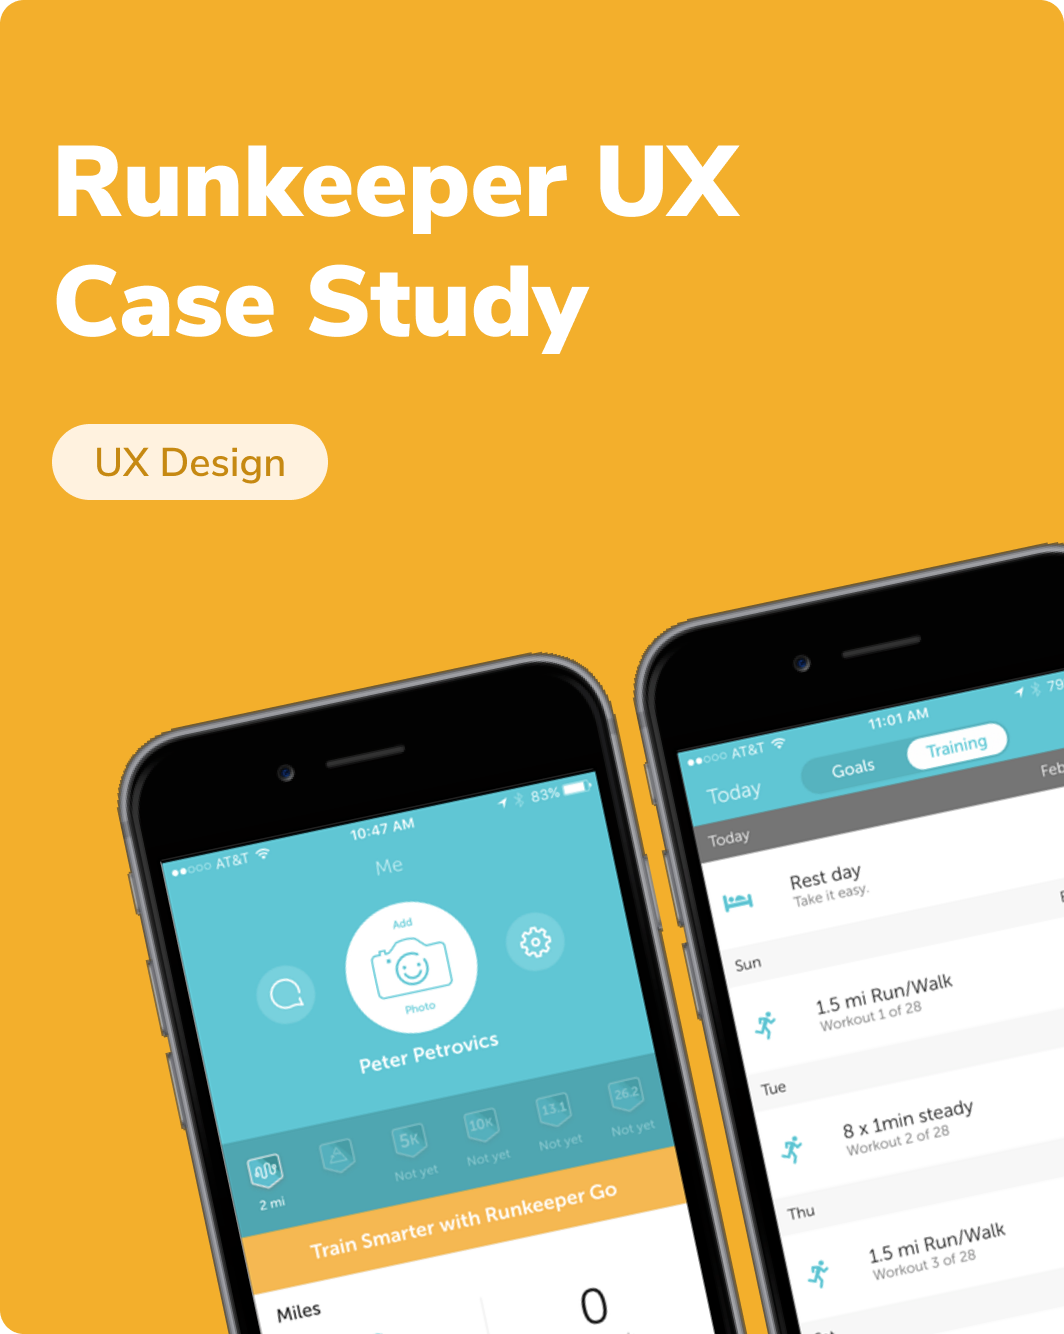 Runkeeper UX
Case Study
UX Design
AT&T
10:47 AM
83%
Me
Add
Photo
Peter Petrovics
2 mi
5K
Not yet
10K
Not yet
13.1
Not yet
26.2
Not yet
Train Smarter with Runkeeper Go
Miles
0
AT&T
11:01 AM
79
Today
Goals
Training
Today
Feb
Rest day
Take it easy.
Sun
1.5 mi Run/Walk
Workout 1 of 28
Tue
8 x 1min steady
Workout 2 of 28
Thu
1.5 mi Run/Walk
Workout 3 of 28